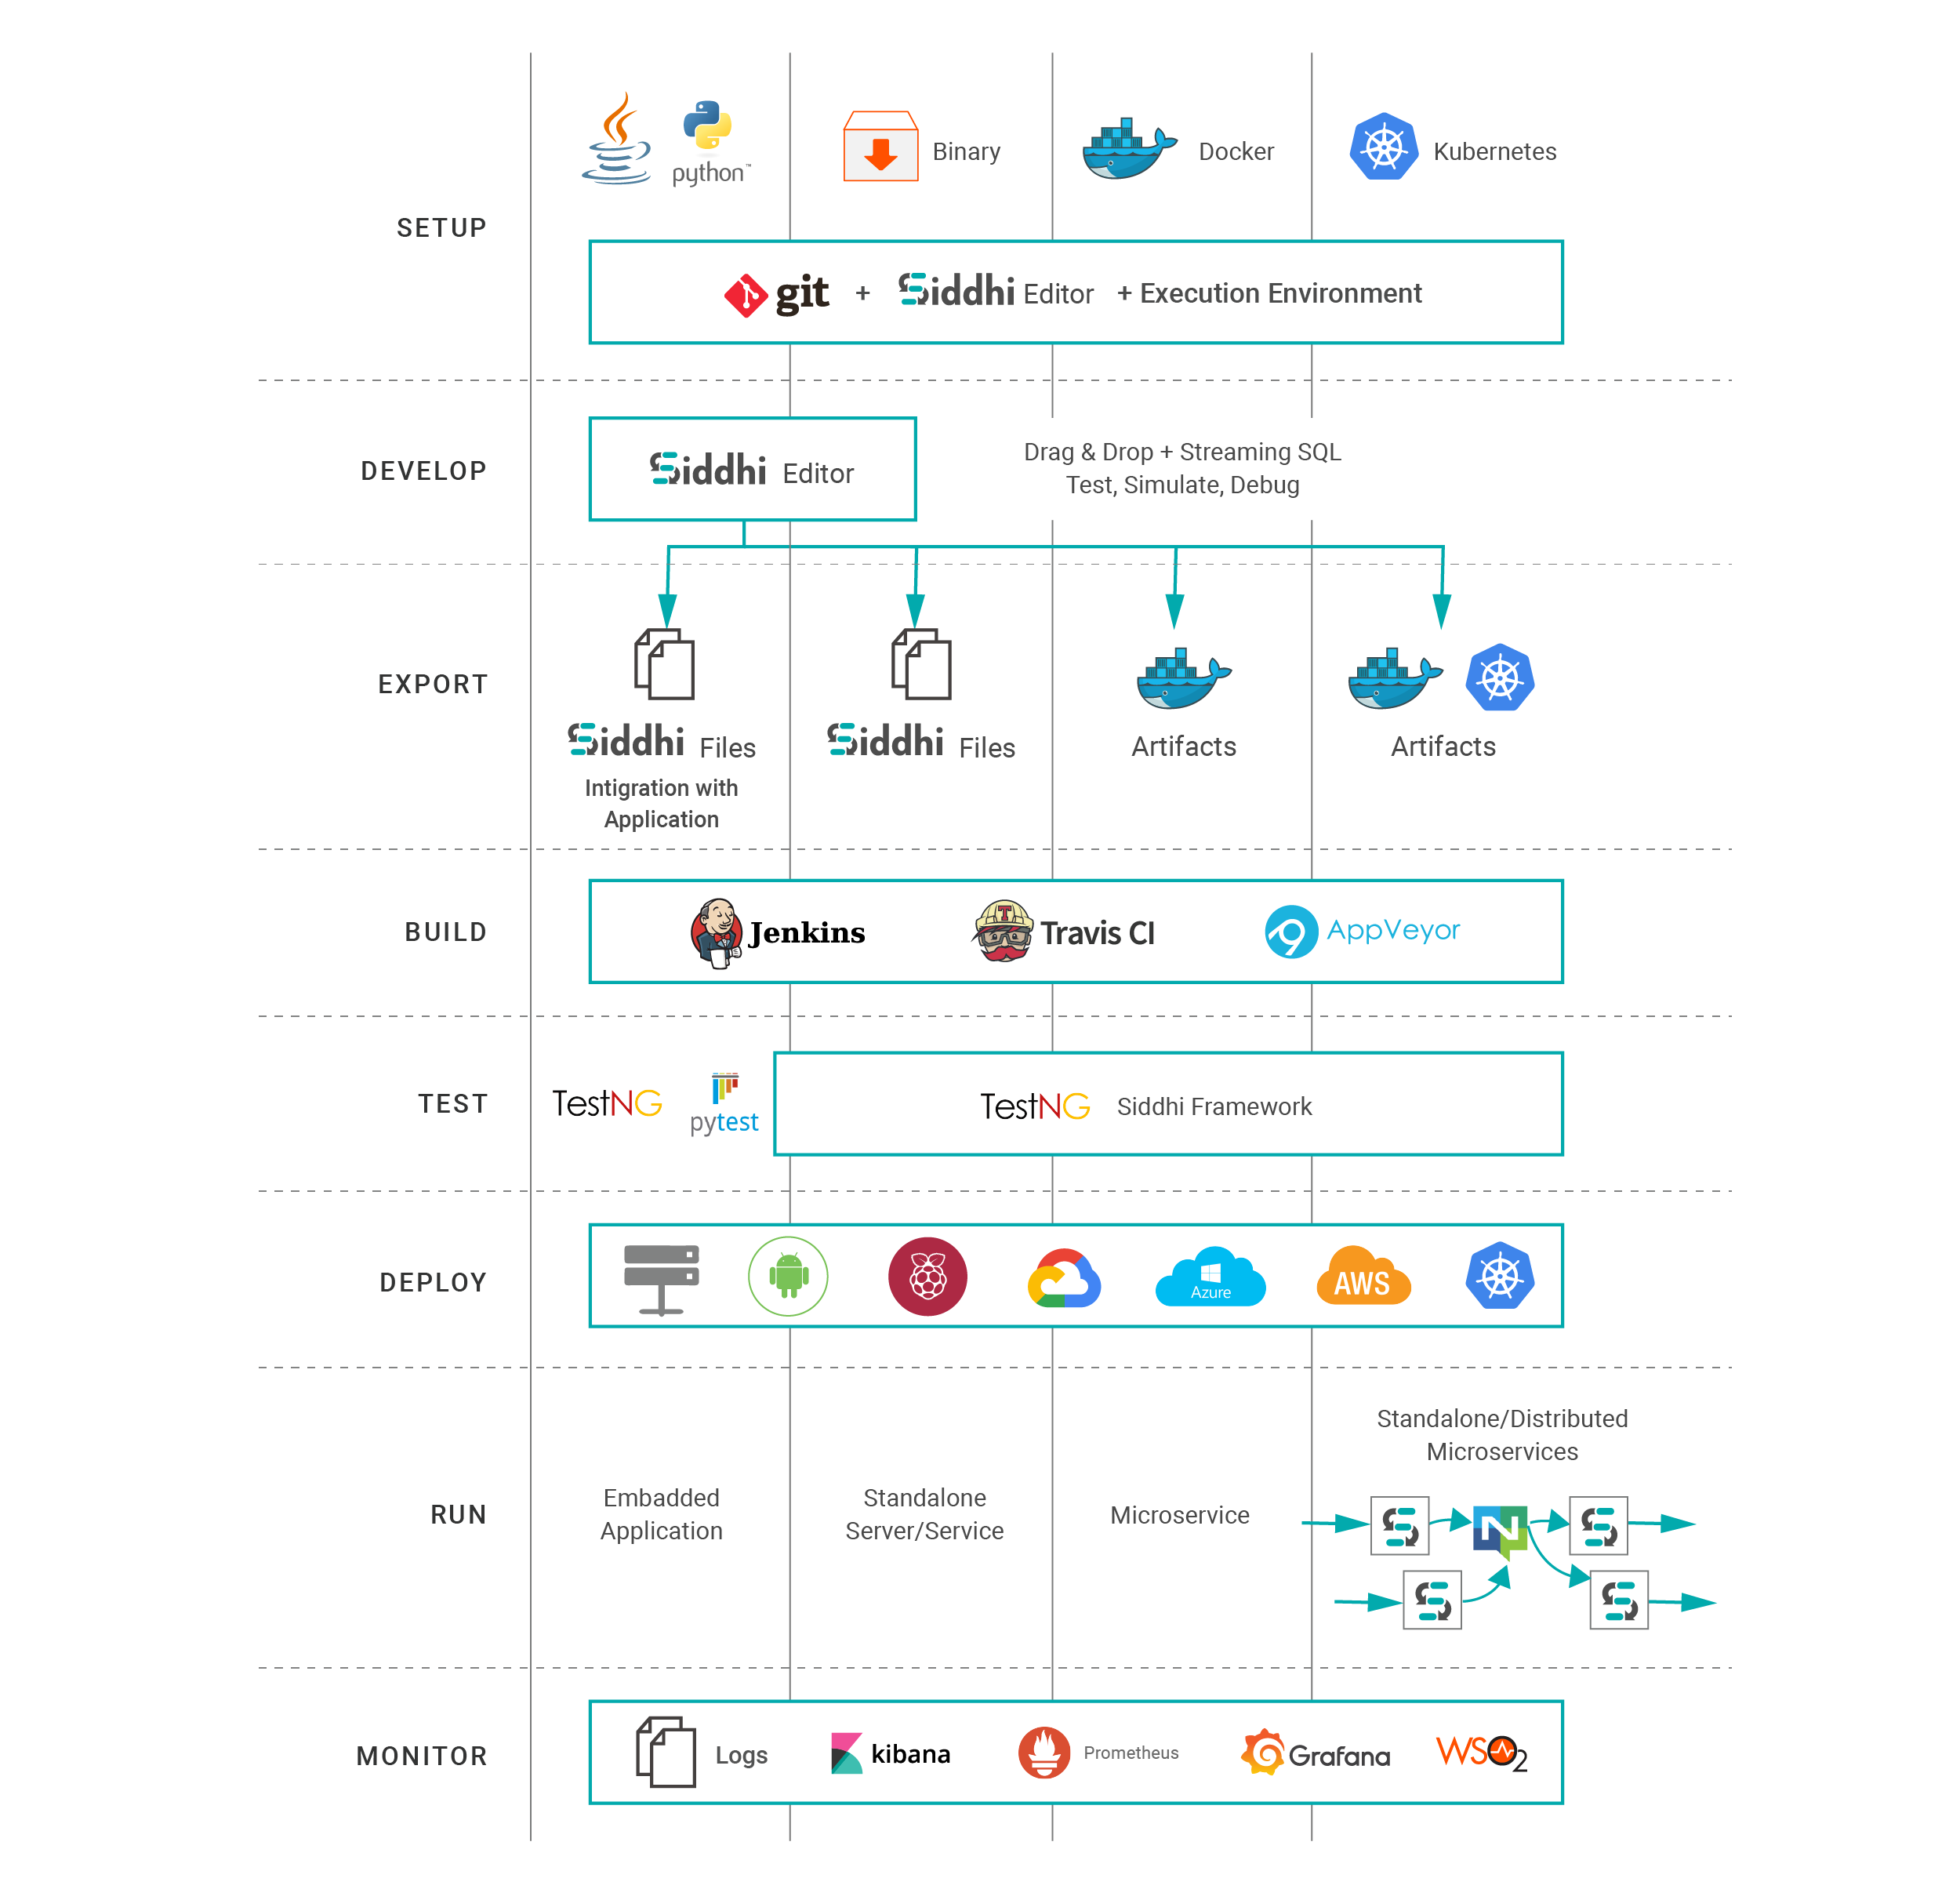 python™
Binary
Docker
Kubernetes
SETUP
git + Siddhi Editor + Execution Environment
DEVELOP
Siddhi Editor
Drag & Drop + Streaming SQL
Test, Simulate, Debug
EXPORT
Siddhi Files
Intigration with
Application
Siddhi Files
Artifacts
Artifacts
BUILD
Jenkins
T
Travis CI
AppVeyor
TEST
TestNG
pytest
TestNG
Siddhi Framework
DEPLOY
Azure
AWS
RUN
Embadded
Application
Standalone
Server/Service
Microservice
Standalone/Distributed
Microservices
N
MONITOR
Logs
kibana
Prometheus
Grafana
WSO2